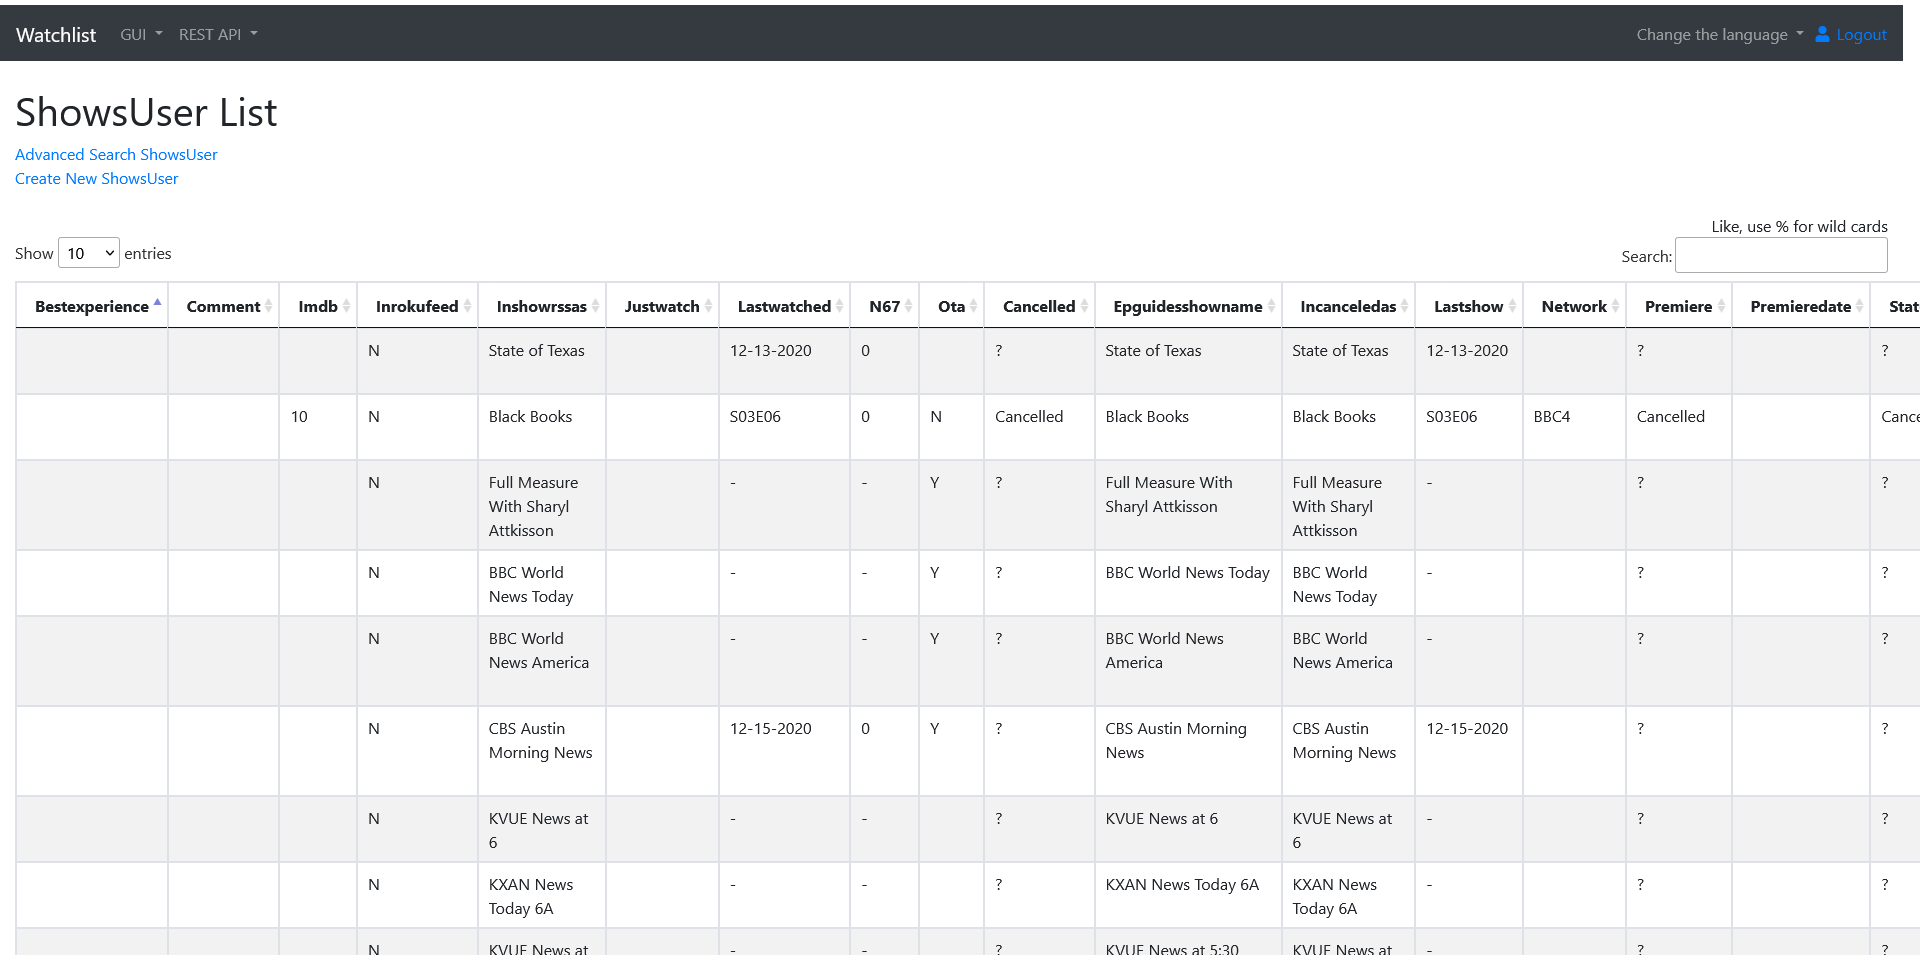 Watchlist GUI REST API Change the language Logout
ShowsUser List
Advanced Search ShowsUser
Create New ShowsUser
Like, use % for wild cards
Show 10 entries Search:
Bestexperience Comment Imdb Inrokufeed Inshowrssas Justwatch Lastwatched N67 Ota Cancelled Epguidesshowname Incanceledas Lastshow Network Premiere Premieredate Stat
N State of Texas 12-13-2020 0 ? State of Texas State of Texas 12-13-2020 ? ?
10 N Black Books S03E06 0 N Cancelled Black Books Black Books S03E06 BBC4 Cancelled Cance
N Full Measure - - Y ? Full Measure With Full Measure - ? ?
With Sharyl Sharyl Attkisson With Sharyl
Attkisson Attkisson
N BBC World - - Y ? BBC World News Today BBC World - ? ?
News Today News Today
N BBC World - - Y ? BBC World News BBC World - ? ?
News America America News America
N CBS Austin 12-15-2020 0 Y ? CBS Austin Morning CBS Austin 12-15-2020 ? ?
Morning News News Morning News
N KVUE News at - - ? KVUE News at 6 KVUE News at - ? ?
6 6
N KXAN News - - ? KXAN News Today 6A KXAN News - ? ?
Today 6A Today 6A
N KVUE News at - - ? KVUE News at 5:30 KVUE News at - ? ?